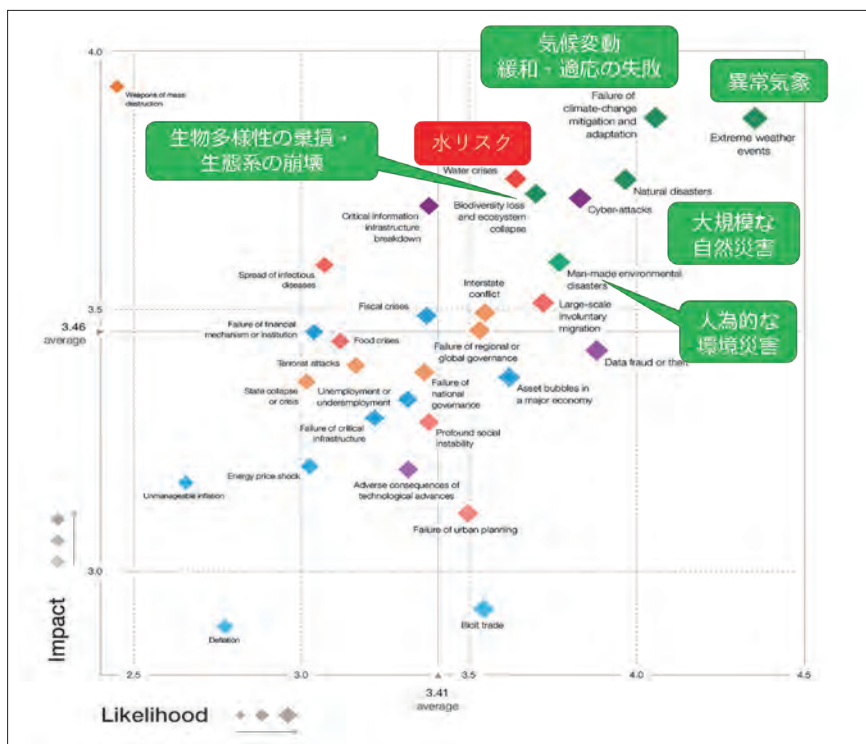 4.0
Weapons of mass
destruction
気候変動
緩和・適応の失敗
異常気象
Failure of
climate-change
mitigation and
adaptation
Extreme weather
events
生物多様性の棄損・
生態系の崩壊
水リスク
Water crises
Biodiversity loss
and ecosystem
collapse
Natural disasters
Cyber-attacks
Critical information
infrastructure
breakdown
大規模な
自然災害
Spread of infectious
diseases
Man-made environmental
disasters
Interstate
conflict
Large-scale
involuntary
migration
人為的な
環境災害
3.5
Fiscal crises
3.46
average
Failure of financial
mechanism or institution
Food crises
Failure of regional or
global governance
Data fraud or theft
Terrorist attacks
State collapse
or crisis
Unemployment or
underemployment
Failure of
national
governance
Asset bubbles in
a major economy
Failure of critical
infrastructure
Profound social
instability
Energy price shock
Unmanageable inflation
Adverse consequences of
technological advances
Failure of urban planning
3.0
Impact
Deflation
Illicit trade
2.5
3.0
3.5
4.0
4.5
3.41
average
Likelihood